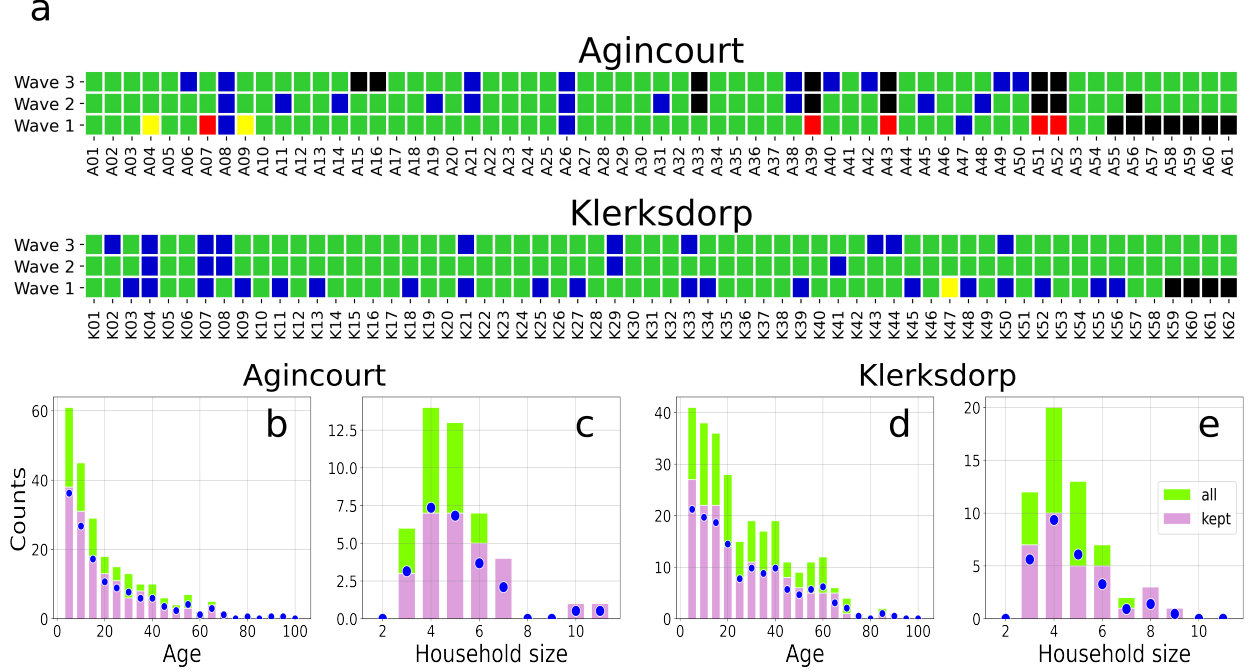 a
Agincourt
Wave 3
Wave 2
Wave 1
A01 A02 A03 A04 A05 A06 A07 A08 A09 A10 A11 A12 A13 A14 A15 A16 A17 A18 A19 A20 A21 A22 A23 A24 A25 A26 A27 A28 A29 A30 A31 A32 A33 A34 A35 A36 A37 A38 A39 A40 A41 A42 A43 A44 A45 A46 A47 A48 A49 A50 A51 A52 A53 A54 A55 A56 A57 A58 A59 A60 A61
Klerksdorp
Wave 3
Wave 2
Wave 1
K01 K02 K03 K04 K05 K06 K07 K08 K09 K10 K11 K12 K13 K14 K15 K16 K17 K18 K19 K20 K21 K22 K23 K24 K25 K26 K27 K28 K29 K30 K31 K32 K33 K34 K35 K36 K37 K38 K39 K40 K41 K42 K43 K44 K45 K46 K47 K48 K49 K50 K51 K52 K53 K54 K55 K56 K57 K58 K59 K60 K61 K62
Agincourt
Klerksdorp
Counts
b
60
40
20
0
0 20 40 60 80 100
Age
c
12.5
10.0
7.5
5.0
2.5
0.0
2 4 6 8 10
Household size
d
40
30
20
10
0
0 20 40 60 80 100
Age
e
20
15
10
5
0
all
kept
2 4 6 8 10
Household size